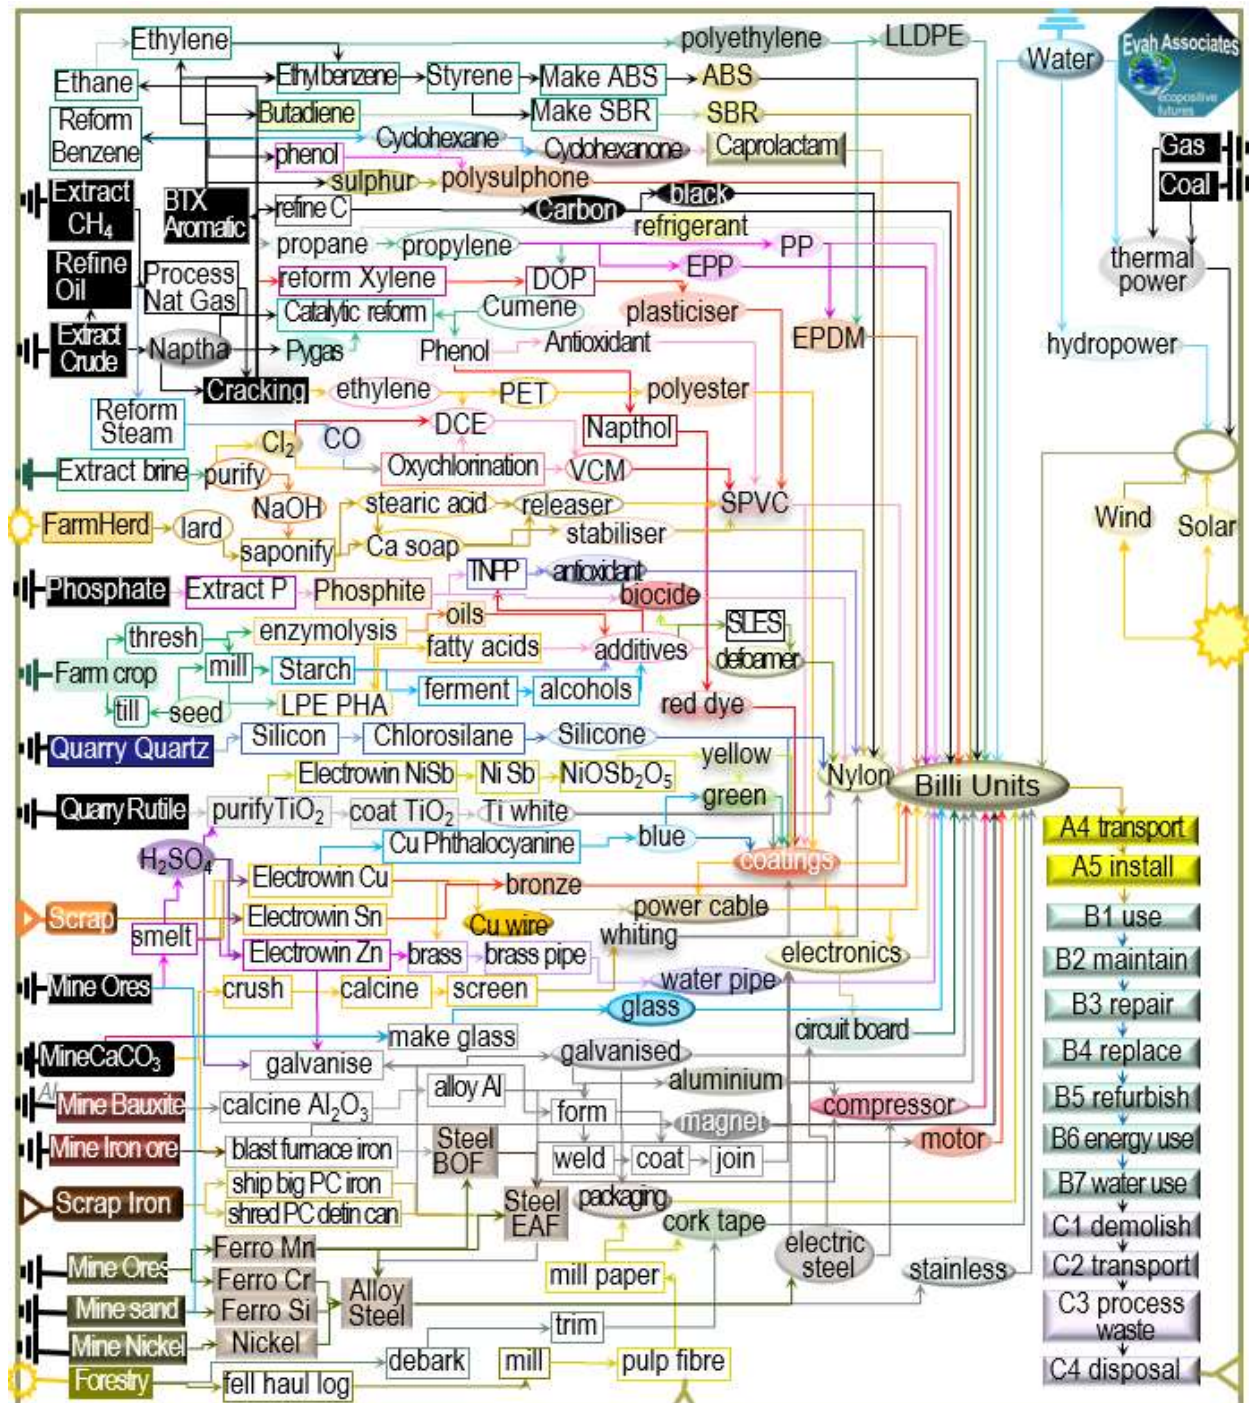 Ethylene
polyethylene
LLDPE
Water
Evah Associates
ecopositive
futures
Ethane
Ethylbenzene
Styrene
Make ABS
ABS
Butadiene
Make SBR
SBR
Reform
Benzene
Cyclohexane
Cyclohexanone
Caprolactam
Gas
Coal
phenol
sulphur
polysulphone
Extract
CH4
BTX
Aromatic
refine C
Carbon
black
refrigerant
propane
propylene
PP
EPP
thermal
power
Refine
Oil
Process
Nat Gas
reform Xylene
DOP
plasticiser
Catalytic reform
Cumene
EPDM
hydropower
Extract
Crude
Naptha
Pygas
Phenol
Antioxidant
Cracking
ethylene
PET
polyester
Reform
Steam
Cl2
CO
DCE
Napthol
Extract brine
purify
Oxychlorination
VCM
SPVC
NaOH
stearic acid
releaser
Wind
Solar
FarmHerd
lard
saponify
Ca soap
stabiliser
Phosphate
Extract P
Phosphite
TNPP
antioxidant
biocide
oils
thresh
enzymolysis
fatty acids
additives
SLES
defoamer
Farm crop
mill
Starch
ferment
alcohols
till
seed
LPE PHA
red dye
Quarry Quartz
Silicon
Chlorosilane
Silicone
yellow
Electrowin NiSb
Ni Sb
NiOSb2O5
green
Nylon
Billi Units
Quarry Rutile
purifyTiO2
coat TiO2
Ti white
Cu Phthalocyanine
blue
coatings
H2SO4
Electrowin Cu
bronze
Scrap
Electrowin Sn
Cu wire
power cable
smelt
whiting
Electrowin Zn
brass
brass pipe
electronics
Mine Ores
crush
calcine
screen
water pipe
glass
circuit board
MineCaCO3
make glass
galvanise
galvanised
Al
Mine Bauxite
calcine Al2O3
alloy Al
aluminium
form
magnet
compressor
Mine Iron ore
blast furnace iron
Steel
BOF
weld
coat
join
motor
Scrap Iron
ship big PC iron
shred PC detin can
Steel
EAF
packaging
cork tape
Mine Ores
Ferro Mn
Ferro Cr
Alloy
Steel
mill paper
electric
steel
stainless
Mine sand
Ferro Si
Mine Nickel
Nickel
trim
Forestry
debark
mill
pulp fibre
fell haul log
A4 transport
A5 install
B1 use
B2 maintain
B3 repair
B4 replace
B5 refurbish
B6 energy use
B7 water use
C1 demolish
C2 transport
C3 process
waste
C4 disposal